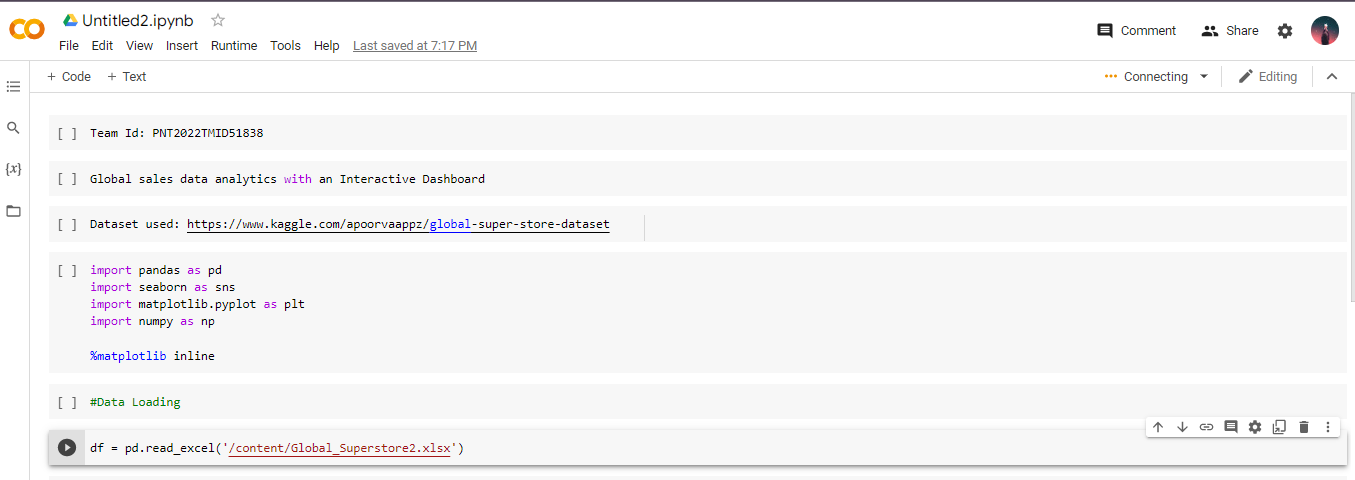 Untitled2.ipynb
File Edit View Insert Runtime Tools Help Last saved at 7:17 PM
Comment
Share
+ Code + Text
Connecting
Editing
{x}
[ ] Team Id: PNT2022TMID51838
[ ] Global sales data analytics with an Interactive Dashboard
[ ] Dataset used: https://www.kaggle.com/apoorvaappz/global-super-store-dataset
[ ] import pandas as pd
import seaborn as sns
import matplotlib.pyplot as plt
import numpy as np
%matplotlib inline
[ ] #Data Loading
df = pd.read_excel('/content/Global_Superstore2.xlsx')